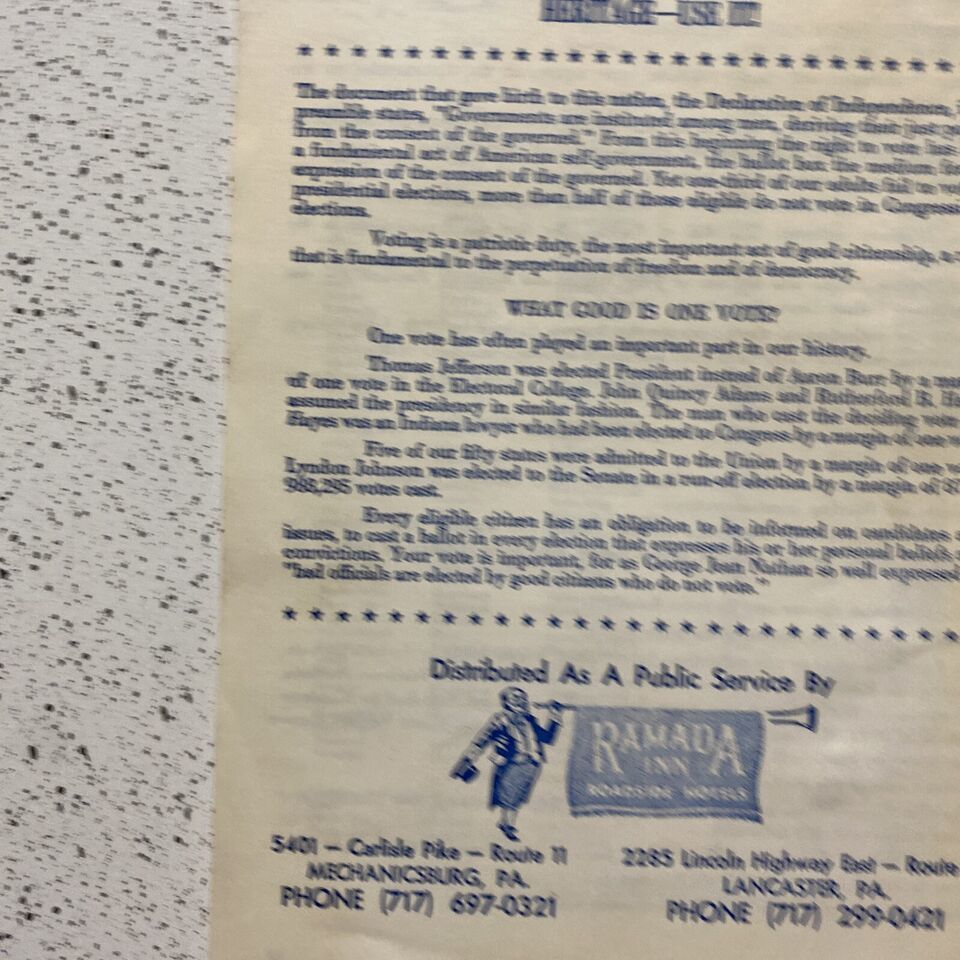 HERITAGE—USE IT!
The document that gave birth to this nation, the Declaration of Independence,
states, "Governments are instituted among men, deriving their just
from the consent of the governed." From this beginning the right to vote has
a fundamental act of American self-government, the ballot box the medium for
expression of the consent of the governed. Yet one-third of our adults fail to
presidential elections, more than half of those eligible do not vote in
elections.
Voting is a patriotic duty, the most important act of good citizenship, a
that is fundamental to the perpetuation of freedom and of democracy.
WHAT GOOD IS ONE VOTE?
One vote has often played an important part in our history.
Thomas Jefferson was elected President instead of Aaron Burr by a
of one vote in the Electoral College. John Quincy Adams and Rutherford B.
assumed the presidency in similar fashion. The man who cast the deciding vote
Hayes was an Indiana lawyer who had been elected to Congress by a margin of one
Five of our fifty states were admitted to the Union by a margin of one
Lyndon Johnson was elected to the Senate in a run-off election by a margin of
988,295 votes cast.
Every eligible citizen has an obligation to be informed on candidates
issues, to cast a ballot in every election that expresses his or her personal beliefs
convictions. Your vote is important, for as George Jean Nathan so well expressed
"bad officials are elected by good citizens who do not vote."
Distributed As A Public Service By
RAMADA
INN
ROADSIDE HOTELS
5401 – Carlisle Pike – Route 11
MECHANICSBURG, PA.
PHONE (717) 697-0321
2285 Lincoln Highway East – Route
LANCASTER, PA.
PHONE (717) 299-0421